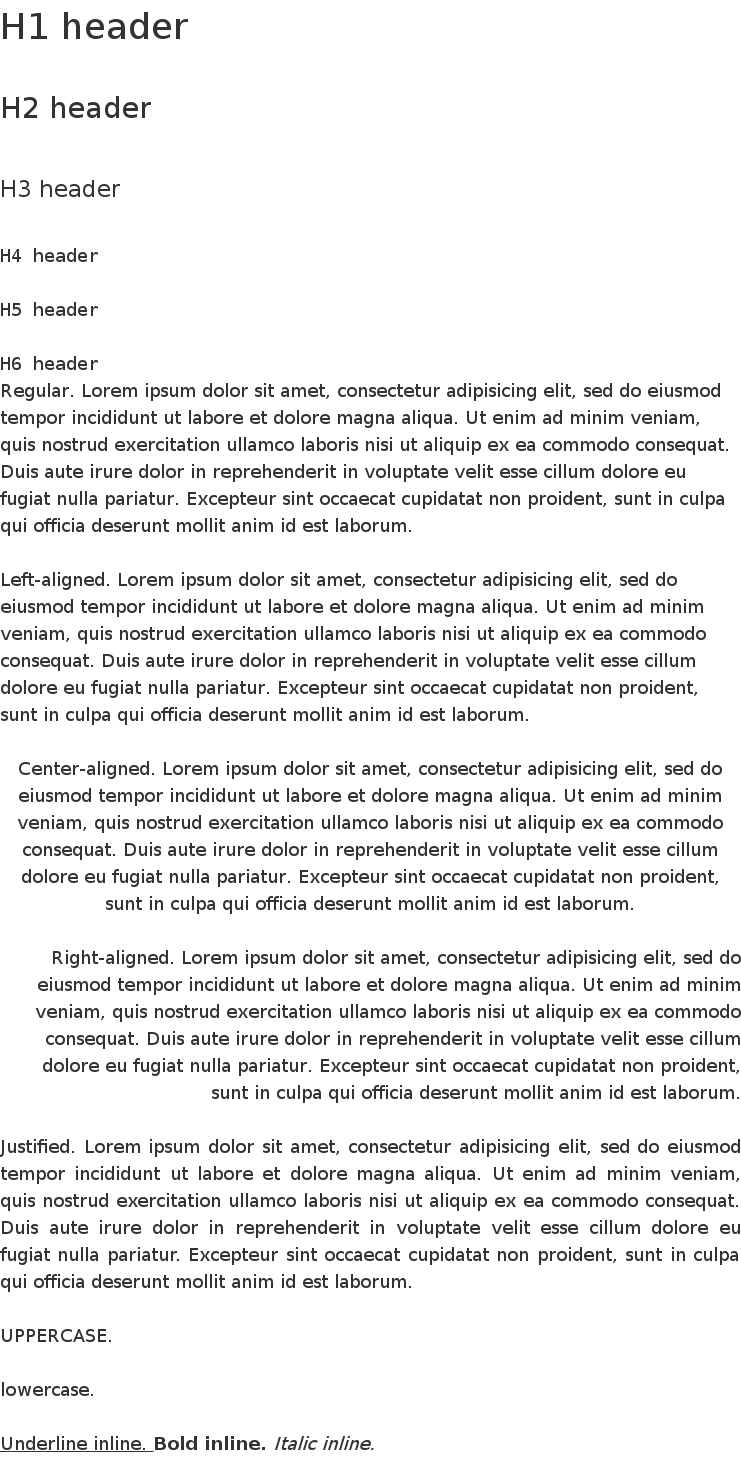 H1 header
H2 header
H3 header
H4 header
H5 header
H6 header
Regular. Lorem ipsum dolor sit amet, consectetur adipisicing elit, sed do eiusmod
tempor incididunt ut labore et dolore magna aliqua. Ut enim ad minim veniam,
quis nostrud exercitation ullamco laboris nisi ut aliquip ex ea commodo consequat.
Duis aute irure dolor in reprehenderit in voluptate velit esse cillum dolore eu
fugiat nulla pariatur. Excepteur sint occaecat cupidatat non proident, sunt in culpa
qui officia deserunt mollit anim id est laborum.
Left-aligned. Lorem ipsum dolor sit amet, consectetur adipisicing elit, sed do
eiusmod tempor incididunt ut labore et dolore magna aliqua. Ut enim ad minim
veniam, quis nostrud exercitation ullamco laboris nisi ut aliquip ex ea commodo
consequat. Duis aute irure dolor in reprehenderit in voluptate velit esse cillum
dolore eu fugiat nulla pariatur. Excepteur sint occaecat cupidatat non proident,
sunt in culpa qui officia deserunt mollit anim id est laborum.
Center-aligned. Lorem ipsum dolor sit amet, consectetur adipisicing elit, sed do
eiusmod tempor incididunt ut labore et dolore magna aliqua. Ut enim ad minim
veniam, quis nostrud exercitation ullamco laboris nisi ut aliquip ex ea commodo
consequat. Duis aute irure dolor in reprehenderit in voluptate velit esse cillum
dolore eu fugiat nulla pariatur. Excepteur sint occaecat cupidatat non proident,
sunt in culpa qui officia deserunt mollit anim id est laborum.
Right-aligned. Lorem ipsum dolor sit amet, consectetur adipisicing elit, sed do
eiusmod tempor incididunt ut labore et dolore magna aliqua. Ut enim ad minim
veniam, quis nostrud exercitation ullamco laboris nisi ut aliquip ex ea commodo
consequat. Duis aute irure dolor in reprehenderit in voluptate velit esse cillum
dolore eu fugiat nulla pariatur. Excepteur sint occaecat cupidatat non proident,
sunt in culpa qui officia deserunt mollit anim id est laborum.
Justified. Lorem ipsum dolor sit amet, consectetur adipisicing elit, sed do eiusmod
tempor incididunt ut labore et dolore magna aliqua. Ut enim ad minim veniam,
quis nostrud exercitation ullamco laboris nisi ut aliquip ex ea commodo consequat.
Duis aute irure dolor in reprehenderit in voluptate velit esse cillum dolore eu
fugiat nulla pariatur. Excepteur sint occaecat cupidatat non proident, sunt in culpa
qui officia deserunt mollit anim id est laborum.
UPPERCASE.
lowercase.
Underline inline. Bold inline. Italic inline.